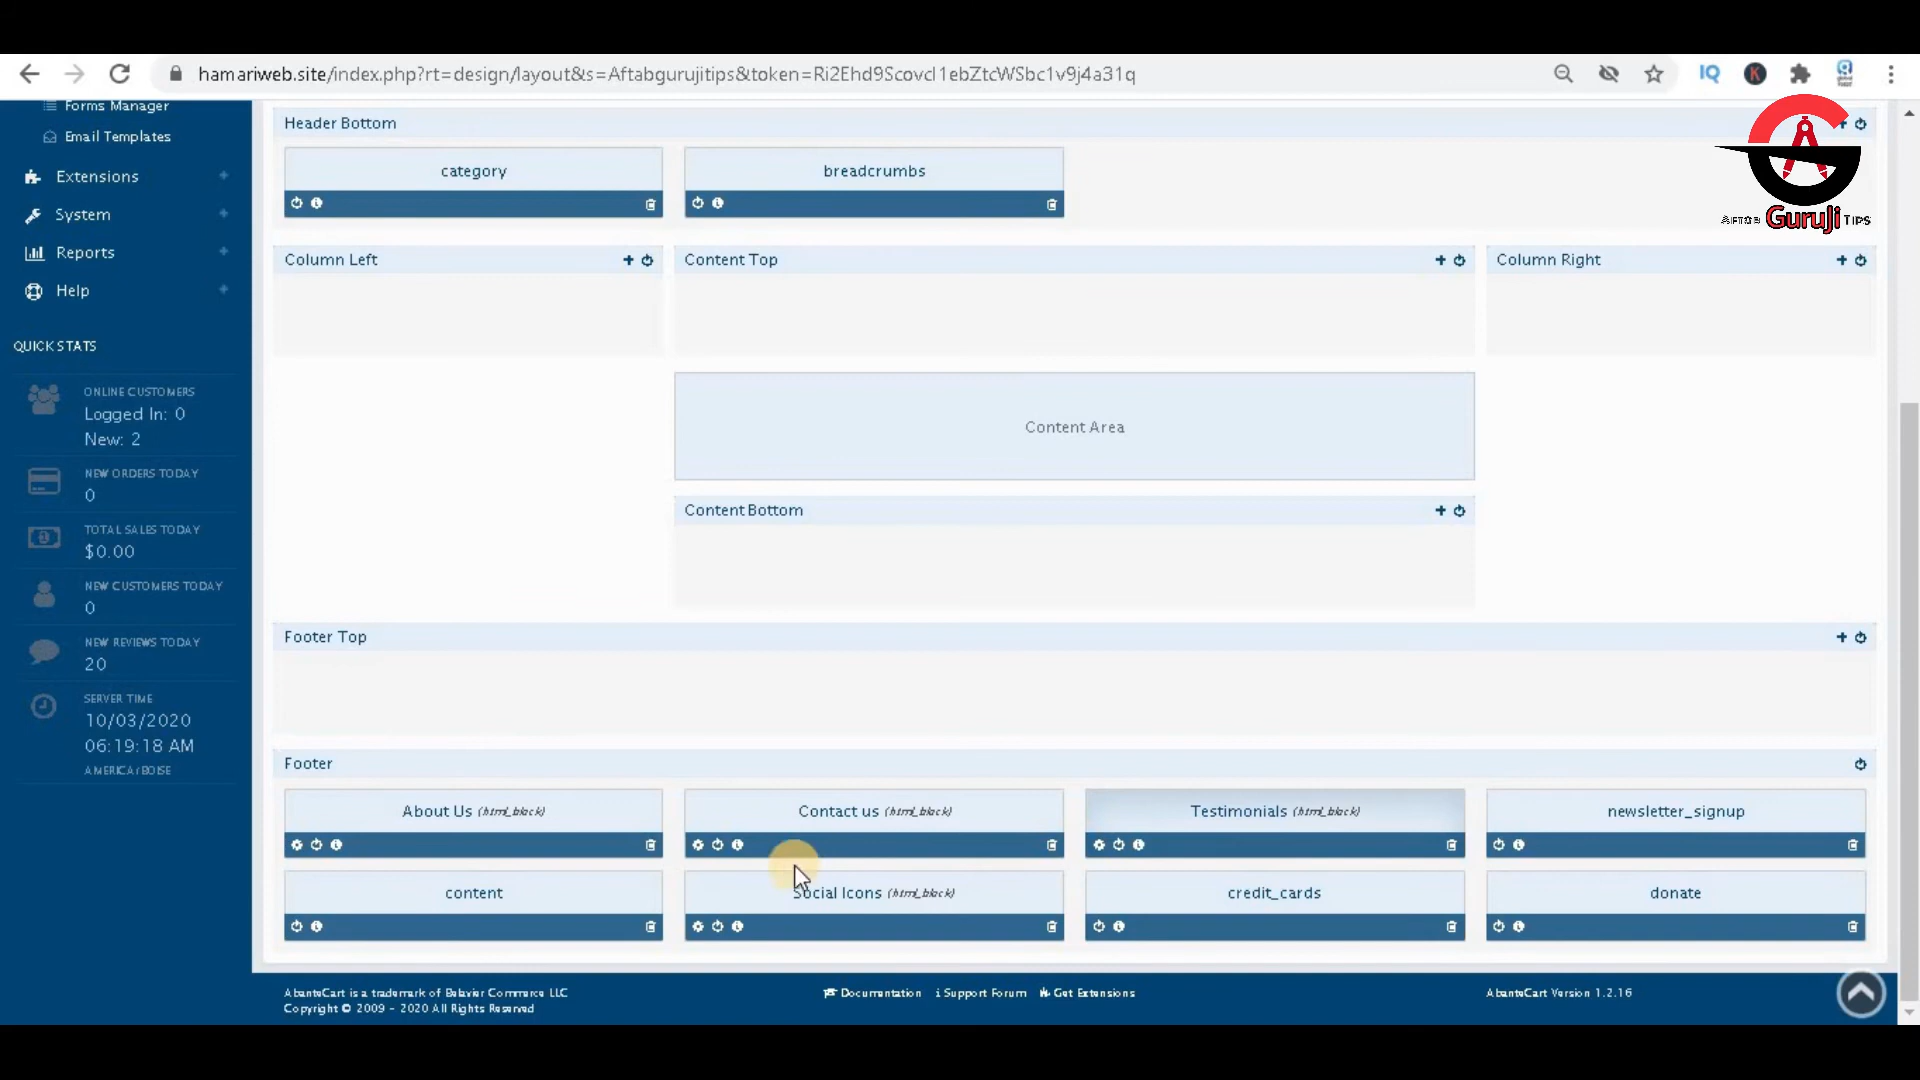 hamariweb.site/index.php?rt=design/layout&s=Aftabgurujitips&token=Ri2Ehd9ScovcI1ebZtcWSbc1v9j4a31q
IQ
K
Forms Manager
Email Templates
Extensions
System
Reports
Help
QUICK STATS
ONLINE CUSTOMERS
Logged In: 0
New: 2
NEW ORDERS TODAY
0
TOTAL SALES TODAY
$0.00
NEW CUSTOMERS TODAY
0
NEW REVIEWS TODAY
20
SERVER TIME
10/03/2020
06:19:18 AM
AMERICA/BOISE
Header Bottom
category
breadcrumbs
GuruJi TIPS
Column Left
Content Top
Column Right
Content Area
Content Bottom
Footer Top
Footer
About Us (html_block)
Contact us (html_block)
Testimonials (html_block)
newsletter_signup
content
Social Icons (html_block)
credit_cards
donate
AbanteCart is a trademark of Belavier Commerce LLC
Copyright © 2009 - 2020 All Rights Reserved
Documentation
Support Forum
Get Extensions
AbanteCart Version 1.2.16